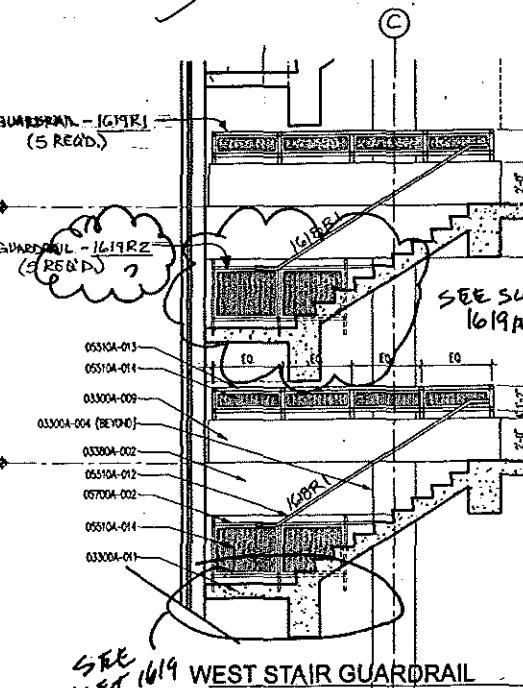 C
GUARDRAIL - 1619R1
(5 REQ'D.)
1618R1
GUARDRAIL - 1619R2
(5 REQ'D.) ?
SEE
1619A
05510A-013
EQ. EQ. EQ. EQ.
05510A-014
03300A-009
03300A-004 (BEYOND)
03380A-002
05510A-012
1618R1
05700A-002
05510A-014
03300A-011
SEE
1619
WEST STAIR GUARDRAIL